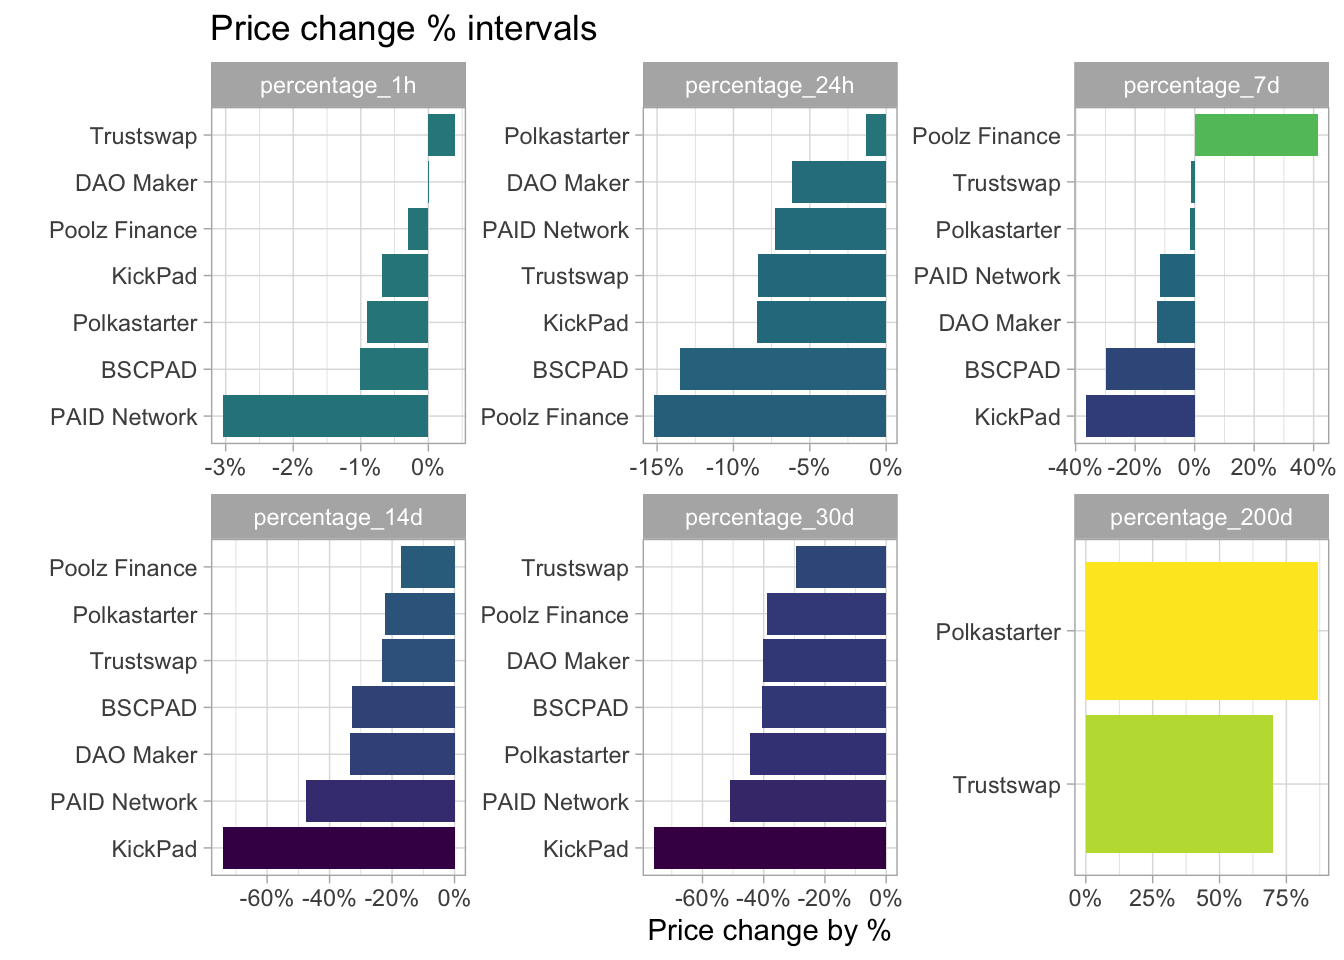 Price change % intervals
percentage_1h
Trustswap
DAO Maker
Poolz Finance
KickPad
Polkastarter
BSCPAD
PAID Network
-3% -2% -1% 0%
percentage_24h
Polkastarter
DAO Maker
PAID Network
Trustswap
KickPad
BSCPAD
Poolz Finance
-15% -10% -5% 0%
percentage_7d
Poolz Finance
Trustswap
Polkastarter
PAID Network
DAO Maker
BSCPAD
KickPad
-40% -20% 0% 20% 40%
percentage_14d
Poolz Finance
Polkastarter
Trustswap
BSCPAD
DAO Maker
PAID Network
KickPad
-60% -40% -20% 0%
percentage_30d
Trustswap
Poolz Finance
DAO Maker
BSCPAD
Polkastarter
PAID Network
KickPad
-60% -40% -20% 0%
percentage_200d
Polkastarter
Trustswap
0% 25% 50% 75%
Price change by %